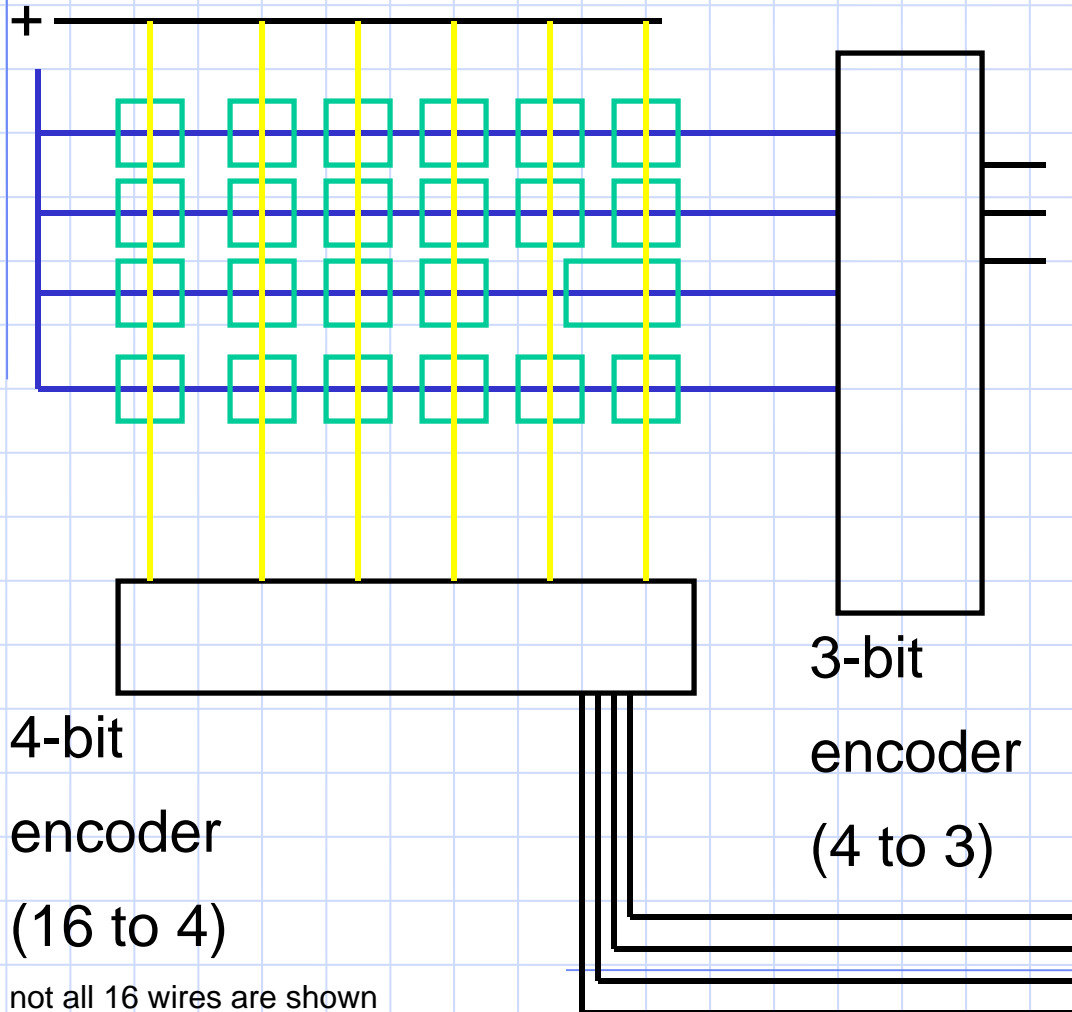 +
3-bit
encoder
(4 to 3)
4-bit
encoder
(16 to 4)
not all 16 wires are shown